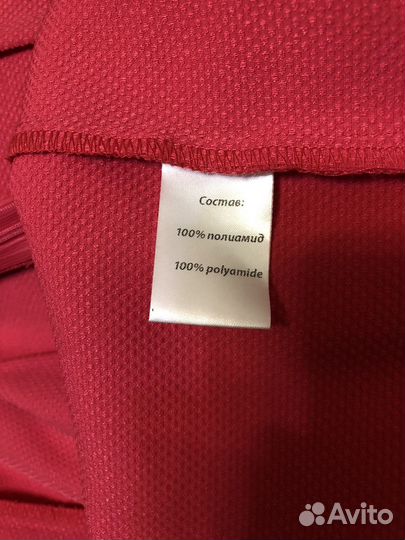 Состав:
100% полиамид
100% polyamide
Avito